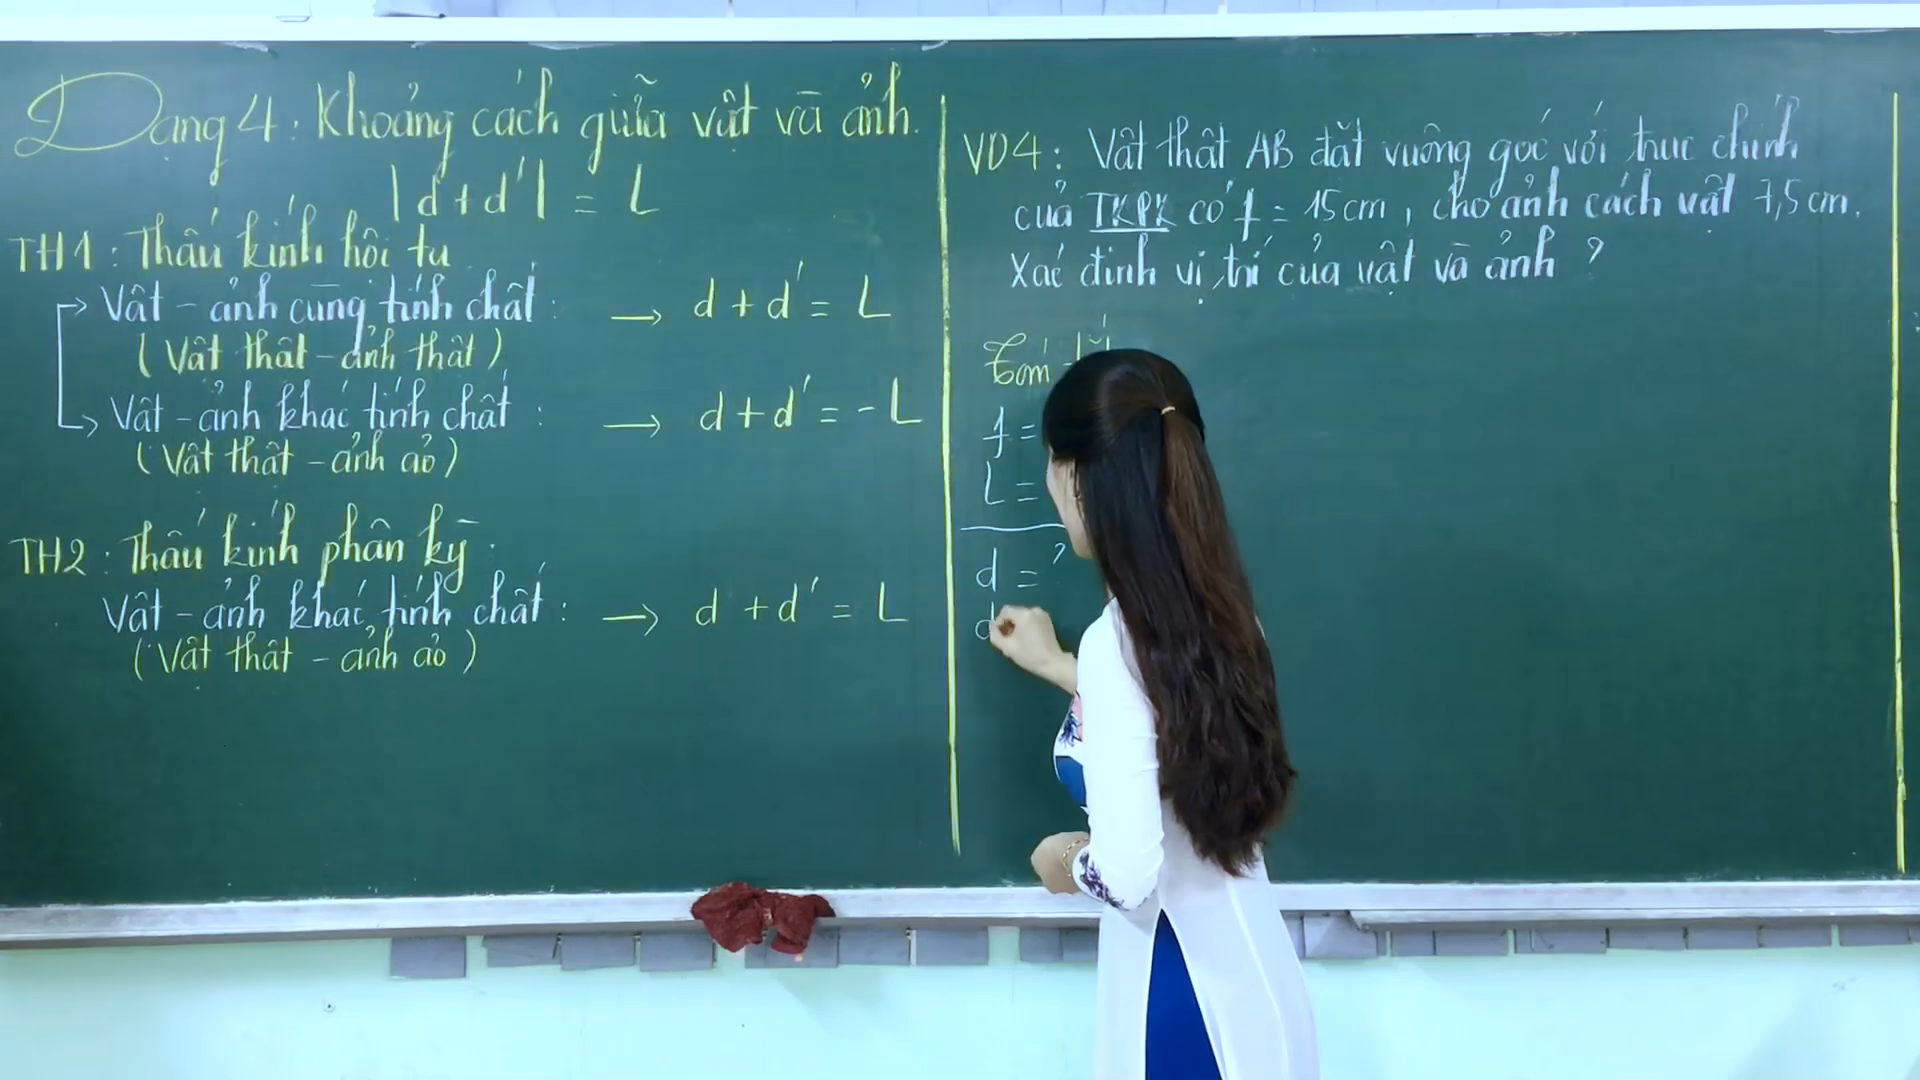 Dạng 4: Khoảng cách giữa vật và ảnh.
|d + d'| = L
TH1: Thấu kính hội tụ
Vật - ảnh cùng tính chất: → d + d' = L
(Vật thật - ảnh thật)
Vật - ảnh khác tính chất: → d + d' = - L
(Vật thật - ảnh ảo)
TH2: Thấu kính phân kỳ.
Vật - ảnh khác tính chất: → d + d' = L
(Vật thật - ảnh ảo)
VD4: Vật thật AB đặt vuông góc với trục chính
của TKPK có f = 15cm, cho ảnh cách vật 7,5cm.
Xác định vị trí của vật và ảnh?
Tóm tắt
f =
L =
d = ?
d